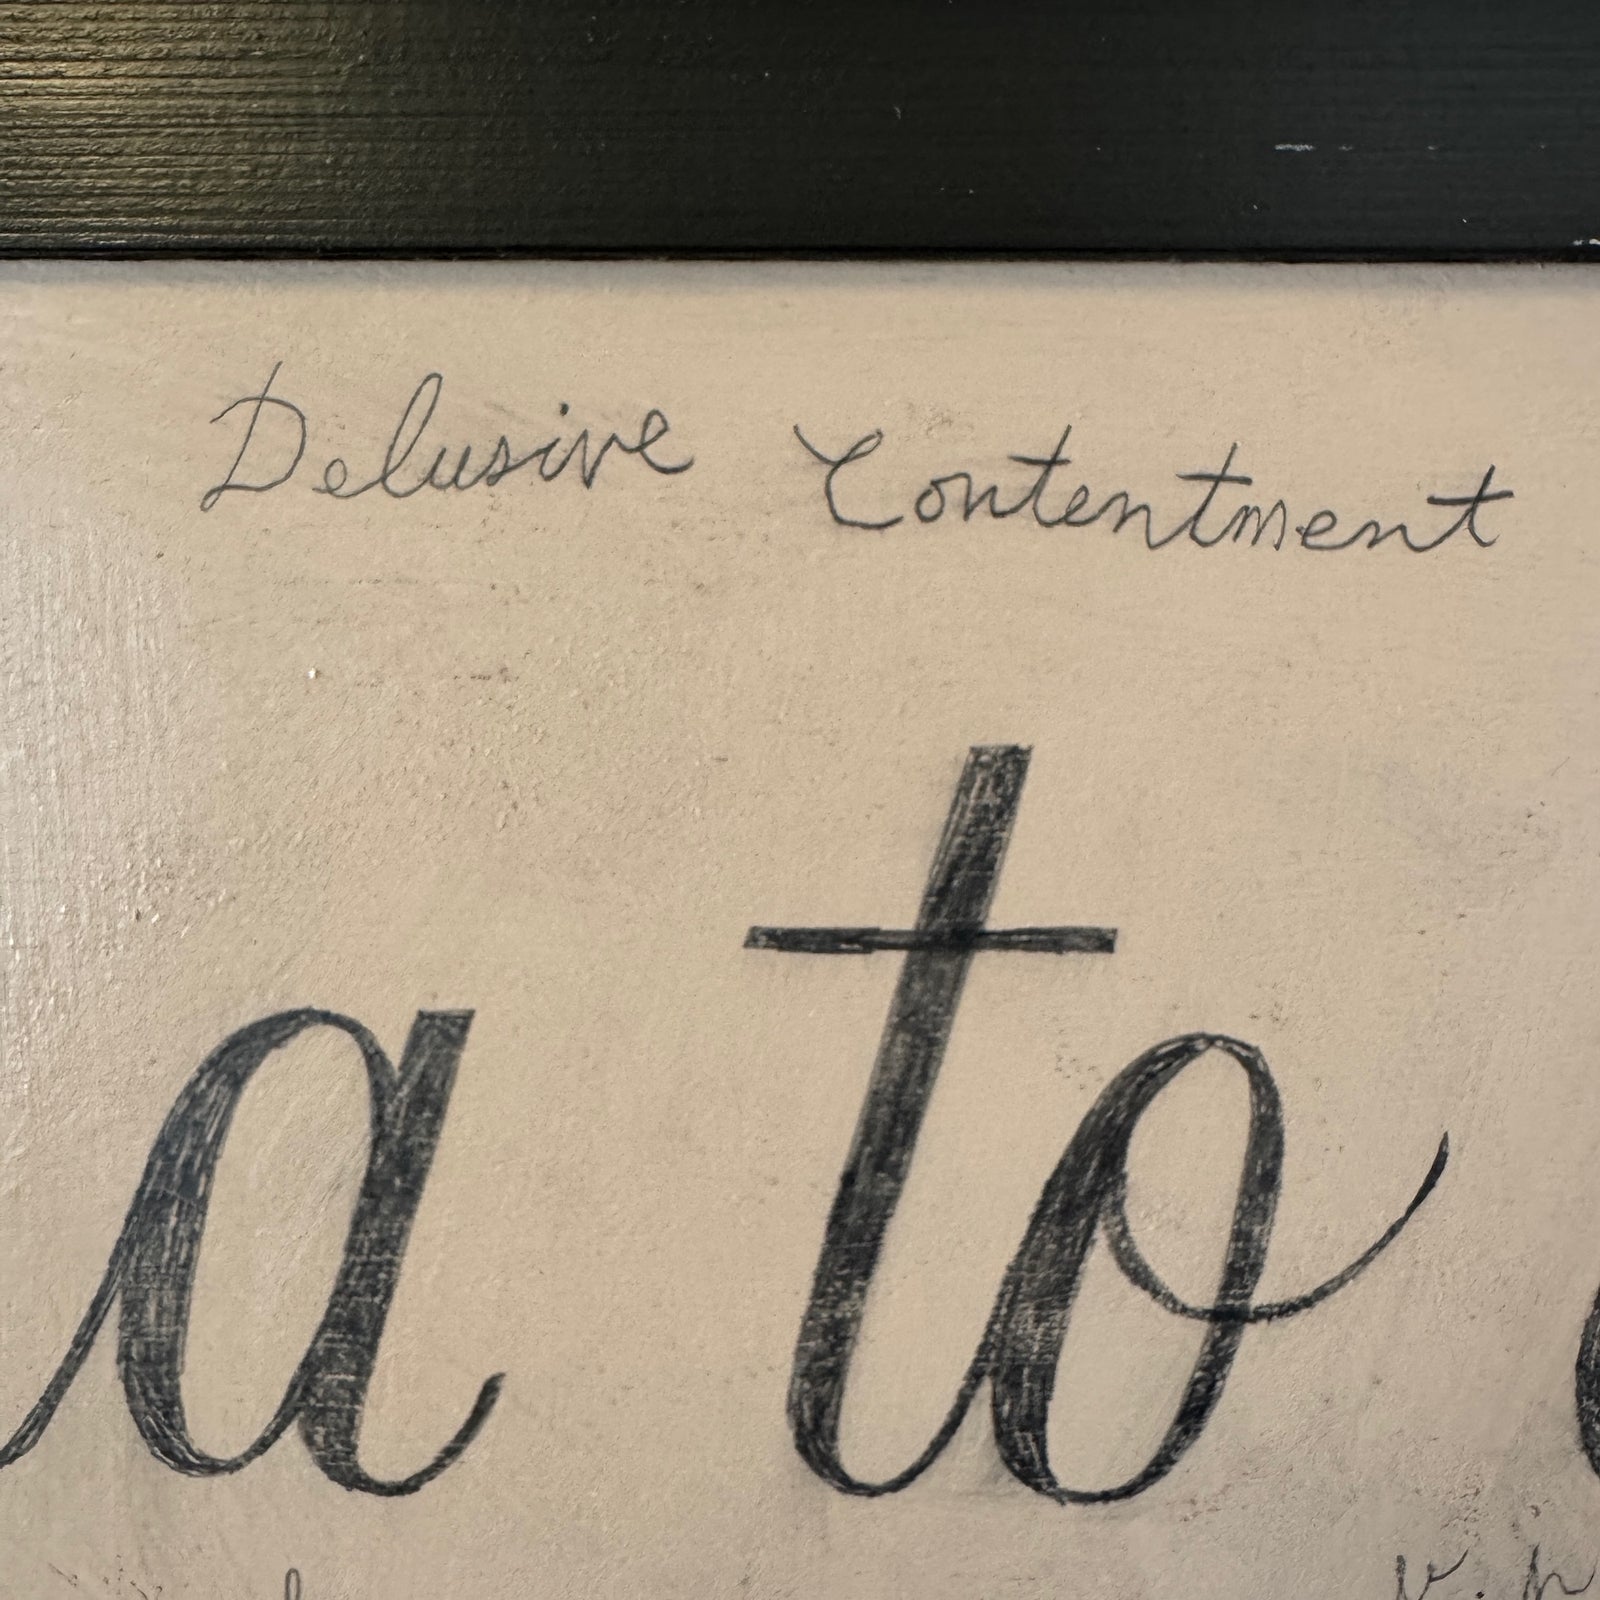 Delusive Contentment
a to